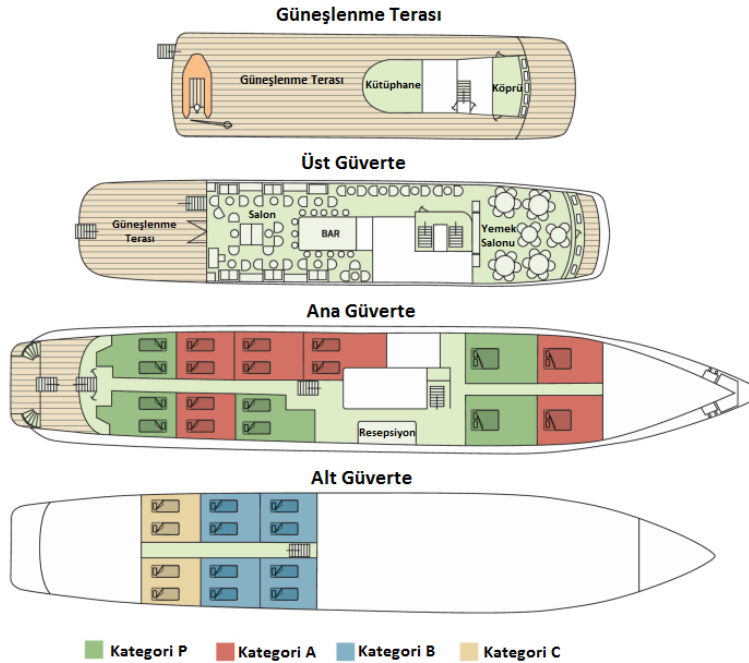 Güneşlenme Terası
Güneşlenme Terası
Kütüphane
Köprü
Üst Güverte
Güneşlenme
Terası
Salon
BAR
Yemek
Salonu
Ana Güverte
Resepsiyon
Alt Güverte
Kategori P
Kategori A
Kategori B
Kategori C